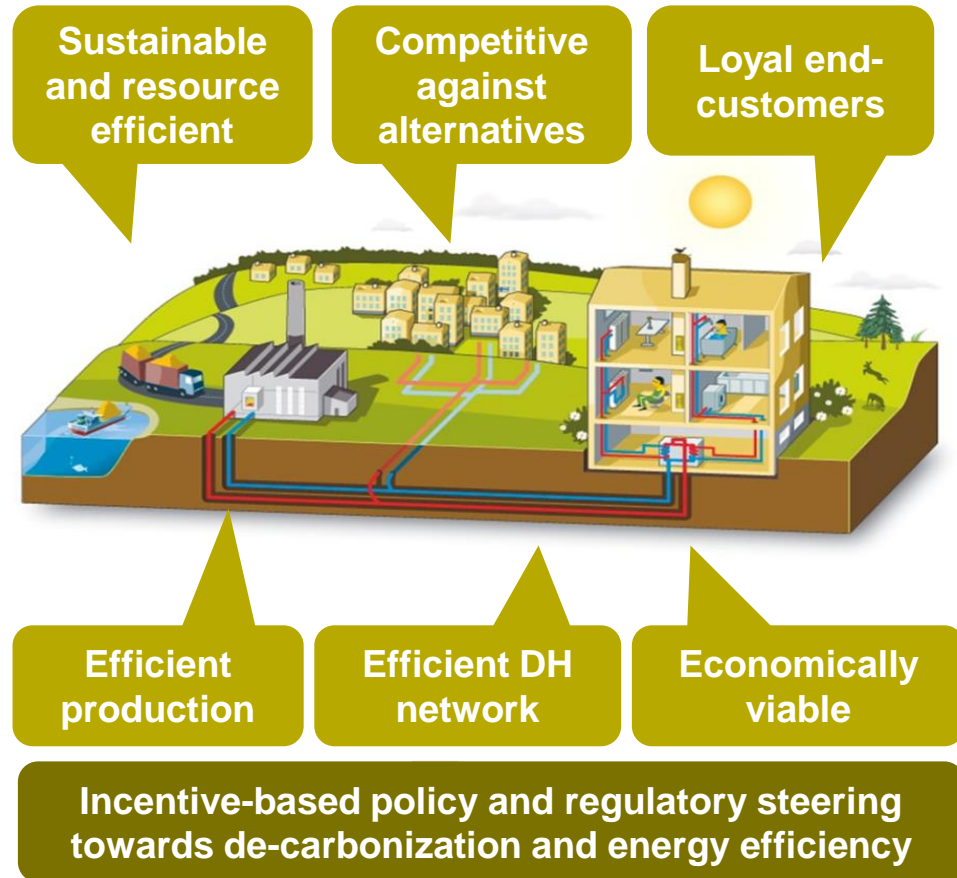 Sustainable
and resource
efficient
Competitive
against
alternatives
Loyal end-
customers
Efficient
production
Efficient DH
network
Economically
viable
Incentive-based policy and regulatory steering
towards de-carbonization and energy efficiency